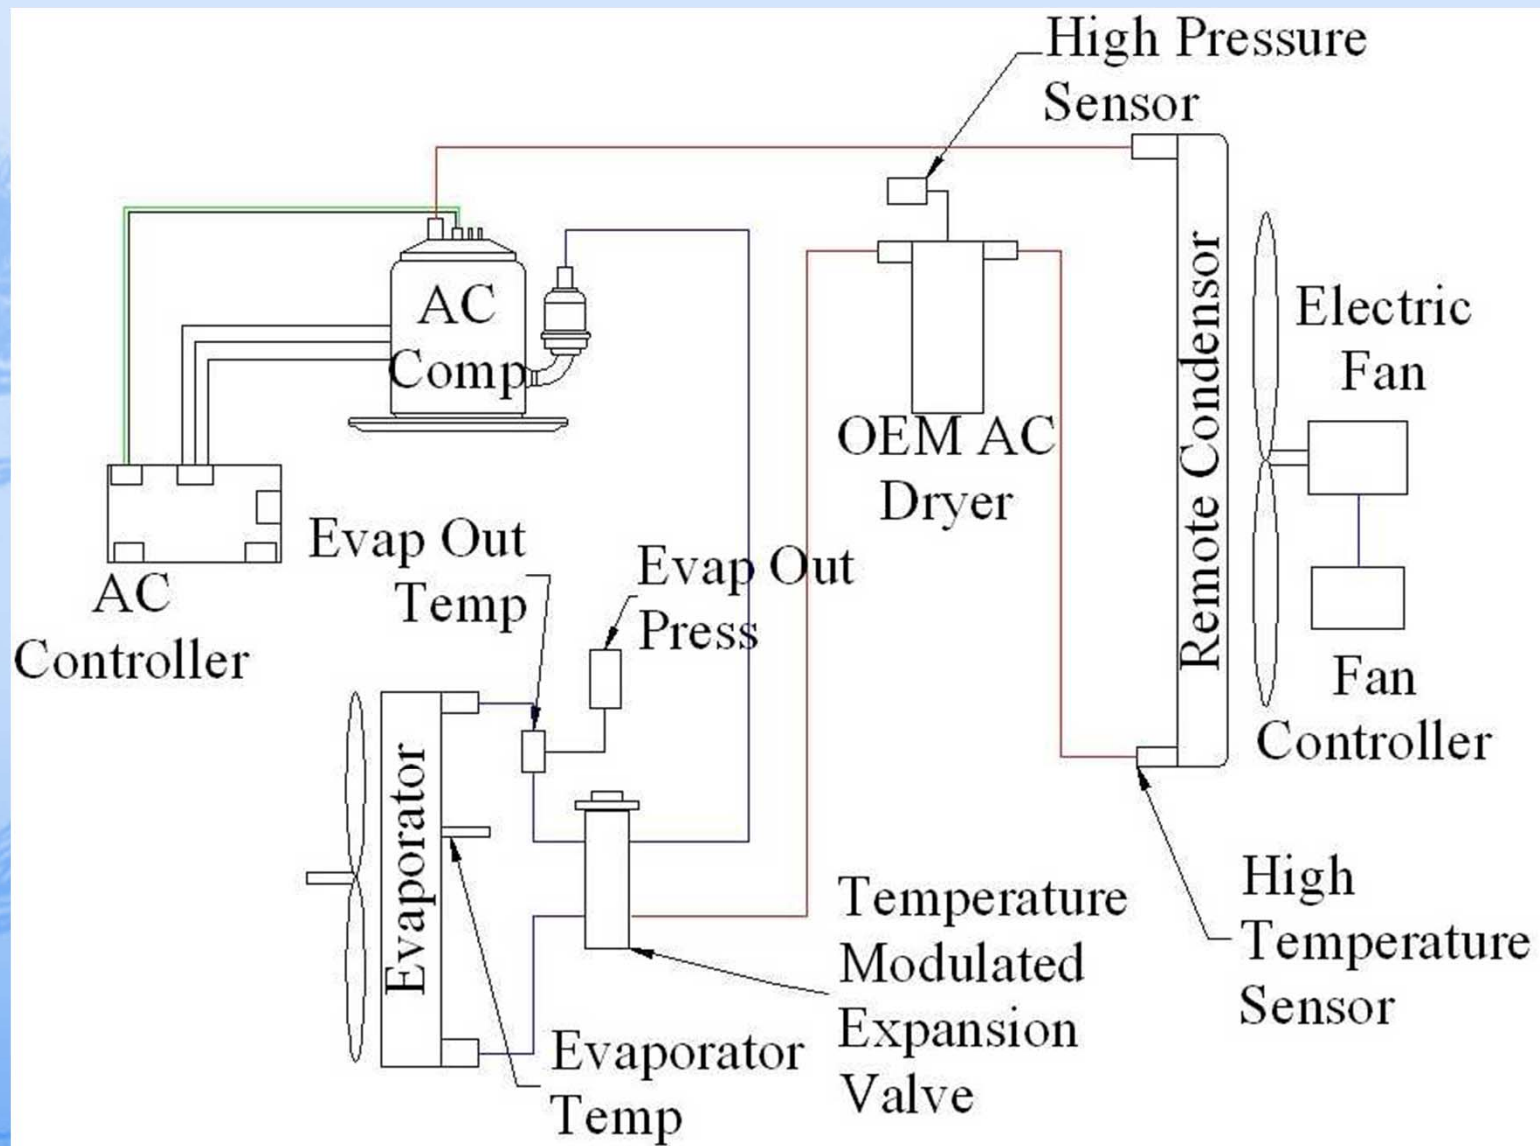 High Pressure
Sensor
AC
Comp
Remote Condensor
Electric
Fan
OEM AC
Dryer
AC
Controller
Evap Out
Temp
Evap Out
Press
Fan
Controller
Evaporator
Temperature
Modulated
Expansion
Valve
High
Temperature
Sensor
Evaporator
Temp